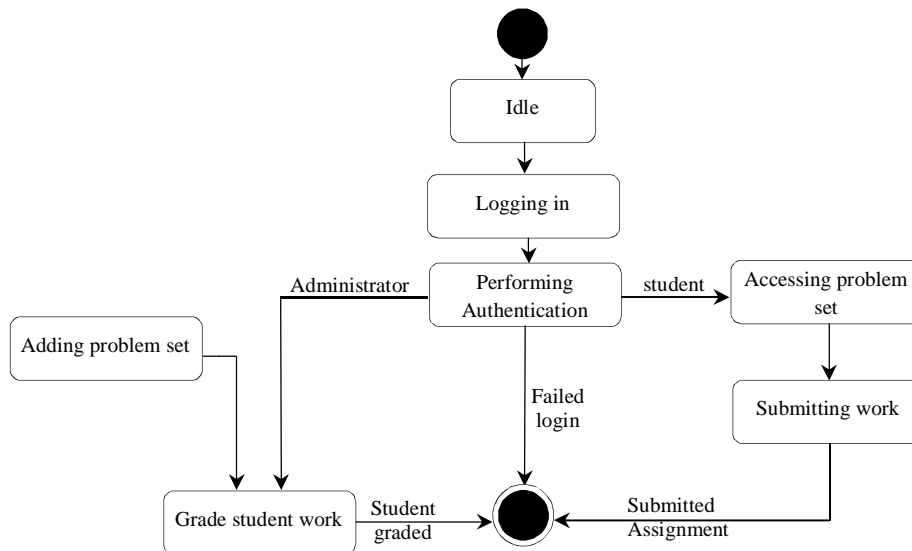 Idle
Logging in
Performing
Authentication
Administrator
student
Accessing problem
set
Adding problem set
Failed
login
Submitting work
Grade student work
Student
graded
Submitted
Assignment